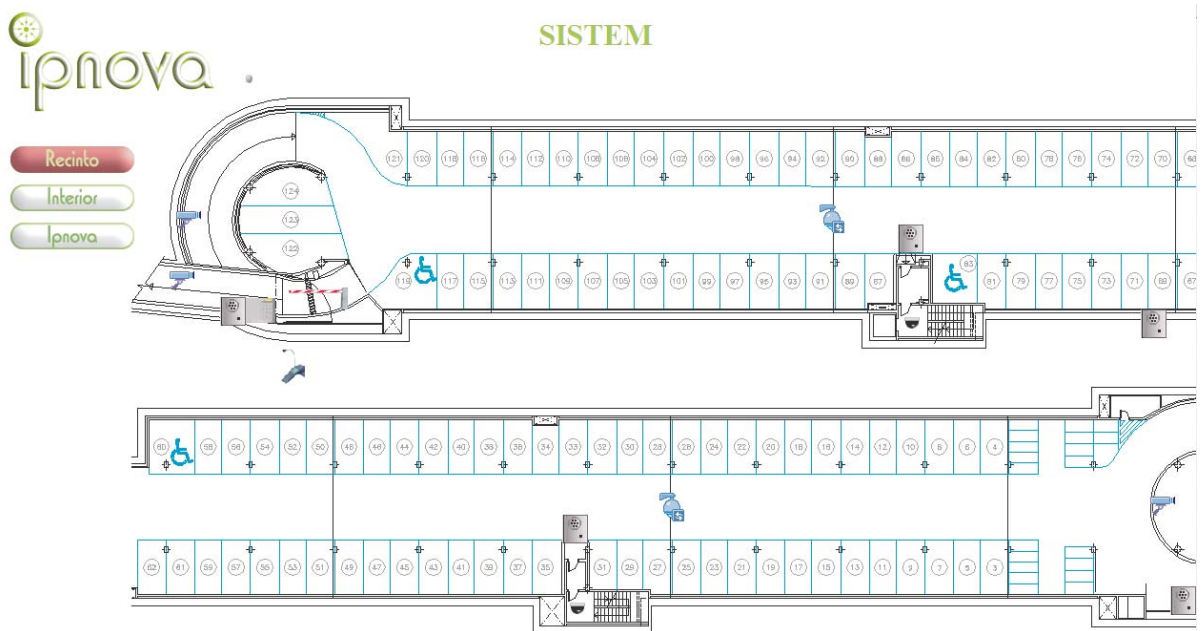 ipnova
SISTEM
Recinto
Interior
Ipnova
121 120 118 116 114 112 110 108 106 104 102 100 98 96 94 92 90 88 86 85 84 82 80 78 76 74 72 70 68
124
123
122
119 117 115 113 111 109 107 105 103 101 99 97 95 93 91 89 87 83 81 79 77 75 73 71 69 67
60 58 56 54 52 50 48 46 44 42 40 38 36 34 33 32 30 28 26 24 22 20 18 16 14 12 10 8 6 4
62 61 59 57 55 53 51 49 47 45 43 41 39 37 35 31 29 27 25 23 21 19 17 15 13 11 9 7 5 3